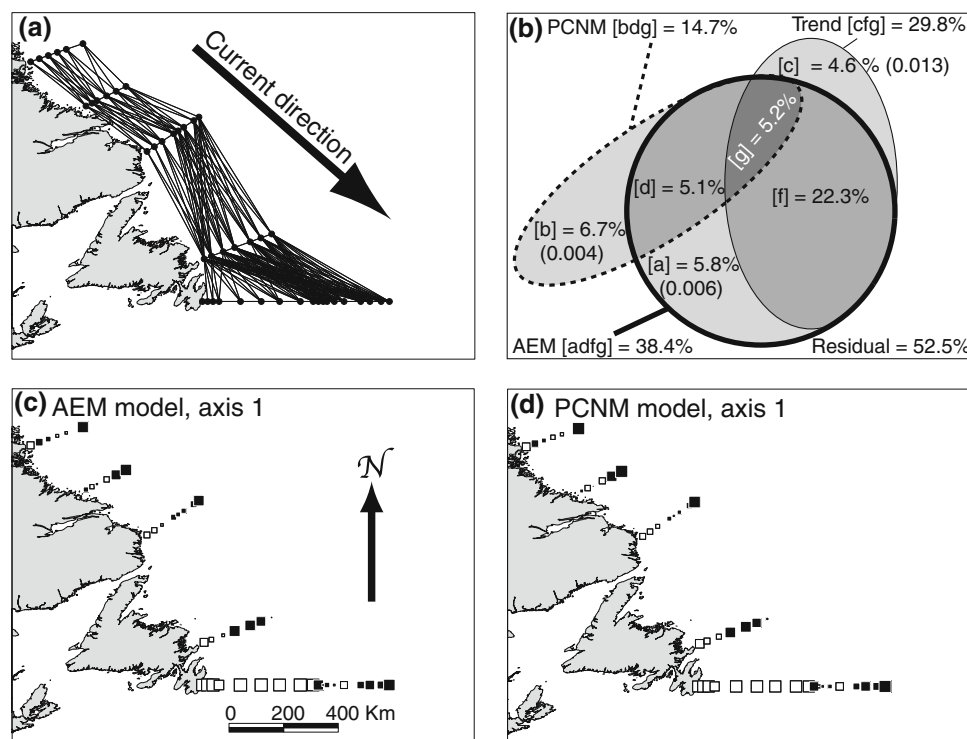 (a)
Current direction
(b)
PCNM [bdg] = 14.7%
Trend [cfg] = 29.8%
[c] = 4.6 % (0.013)
[g] = 5.2%
[d] = 5.1%
[f] = 22.3%
[b] = 6.7%
(0.004)
[a] = 5.8%
(0.006)
AEM [adfg] = 38.4%
Residual = 52.5%
(c) AEM model, axis 1
N
0 200 400 Km
(d) PCNM model, axis 1